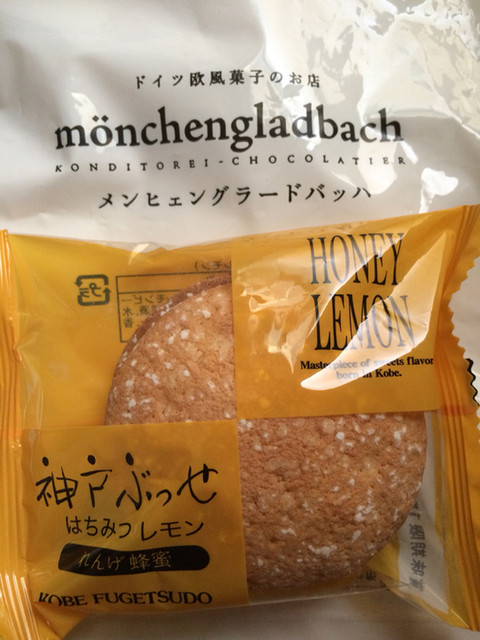 ドイツ欧風菓子のお店
mönchengladbach
KONDITOREI-CHOCOLATIER
メンヒェングラードバッハ
HONEY
LEMON
Masterpiece of sweets flavor
born in Kobe.
プラ
神戸ぶっせ
はちみつレモン
れんげ蜂蜜
KOBE FUGETSUDO